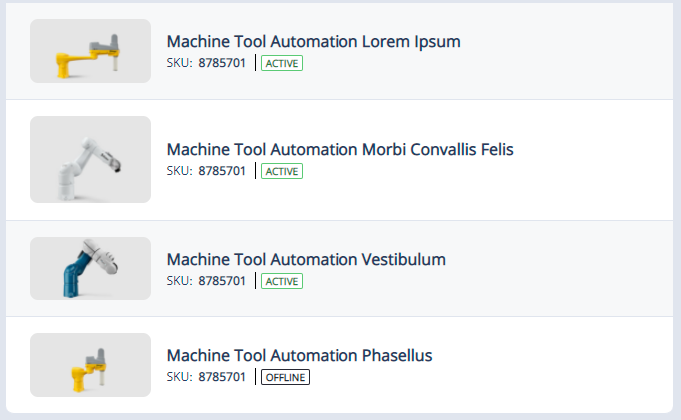 Machine Tool Automation Lorem Ipsum
SKU: 8785701 | ACTIVE
Machine Tool Automation Morbi Convallis Felis
SKU: 8785701 | ACTIVE
Machine Tool Automation Vestibulum
SKU: 8785701 | ACTIVE
Machine Tool Automation Phasellus
SKU: 8785701 | OFFLINE